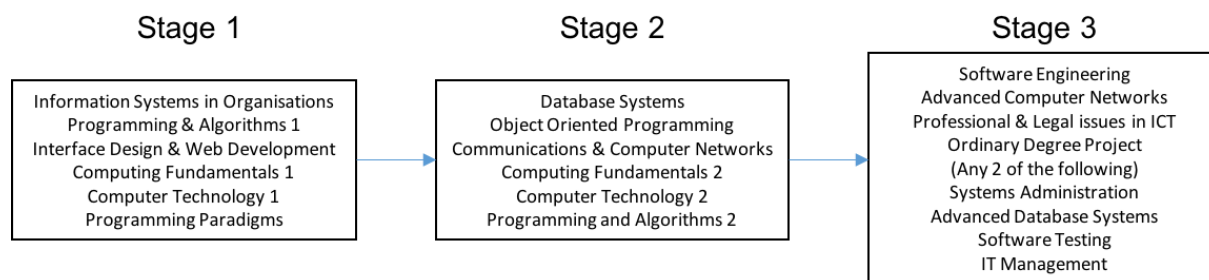 Stage 1
Information Systems in Organisations
Programming & Algorithms 1
Interface Design & Web Development
Computing Fundamentals 1
Computer Technology 1
Programming Paradigms
Stage 2
Database Systems
Object Oriented Programming
Communications & Computer Networks
Computing Fundamentals 2
Computer Technology 2
Programming and Algorithms 2
Stage 3
Software Engineering
Advanced Computer Networks
Professional & Legal issues in ICT
Ordinary Degree Project
(Any 2 of the following)
Systems Administration
Advanced Database Systems
Software Testing
IT Management